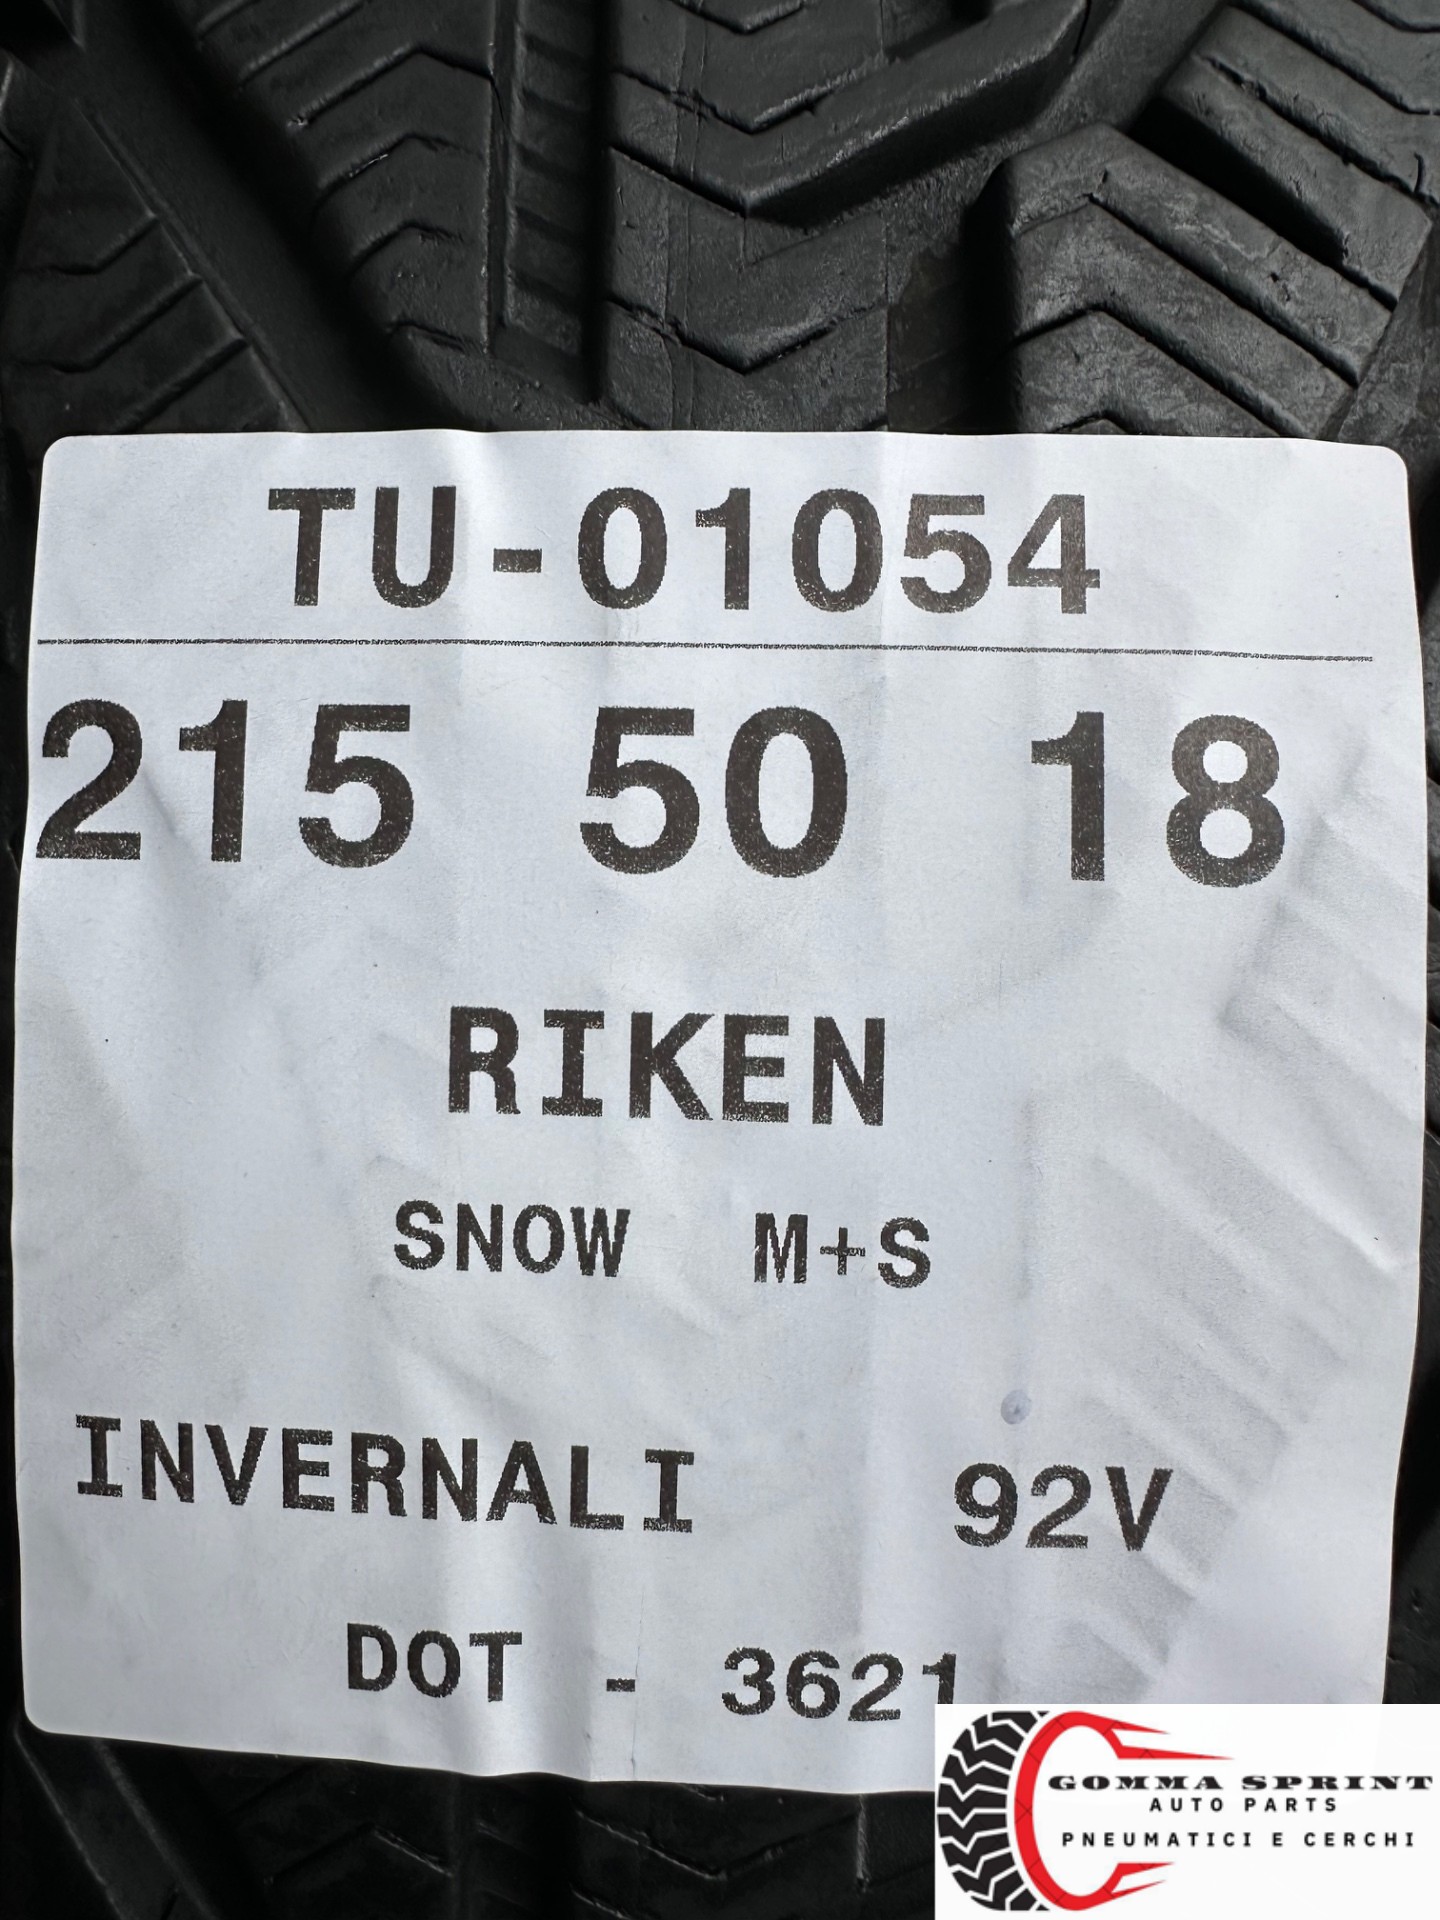 TU-01054
215 50 18
RIKEN
SNOW M+S
INVERNALI 92V
DOT - 3621
GOMMA SPRINT
AUTO PARTS
PNEUMATICI E CERCHI